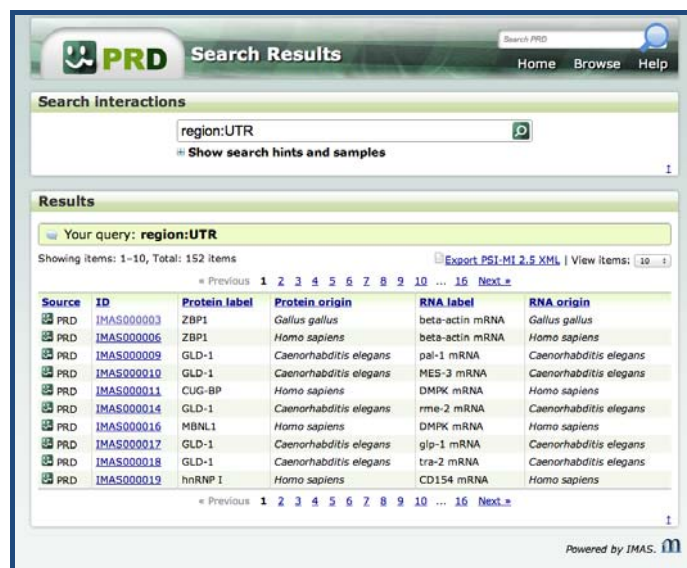 PRD
Search Results
Search PRD
Home Browse Help
Search interactions
region:UTR
Show search hints and samples
Results
Your query: region:UTR
Showing items: 1-10, Total: 152 items
Export PSI-MI 2.5 XML | View items: 10
« Previous 1 2 3 4 5 6 7 8 9 10 ... 16 Next »
Source ID Protein label Protein origin RNA label RNA origin
PRD IMAS000003 ZBP1 Gallus gallus beta-actin mRNA Gallus gallus
PRD IMAS000006 ZBP1 Homo sapiens beta-actin mRNA Homo sapiens
PRD IMAS000009 GLD-1 Caenorhabditis elegans pal-1 mRNA Caenorhabditis elegans
PRD IMAS000010 GLD-1 Caenorhabditis elegans MES-3 mRNA Caenorhabditis elegans
PRD IMAS000011 CUG-BP Homo sapiens DMPK mRNA Homo sapiens
PRD IMAS000014 GLD-1 Caenorhabditis elegans rme-2 mRNA Caenorhabditis elegans
PRD IMAS000016 MBNL1 Homo sapiens DMPK mRNA Homo sapiens
PRD IMAS000017 GLD-1 Caenorhabditis elegans glp-1 mRNA Caenorhabditis elegans
PRD IMAS000018 GLD-1 Caenorhabditis elegans tra-2 mRNA Caenorhabditis elegans
PRD IMAS000019 hnRNP I Homo sapiens CD154 mRNA Homo sapiens
« Previous 1 2 3 4 5 6 7 8 9 10 ... 16 Next »
Powered by IMAS.